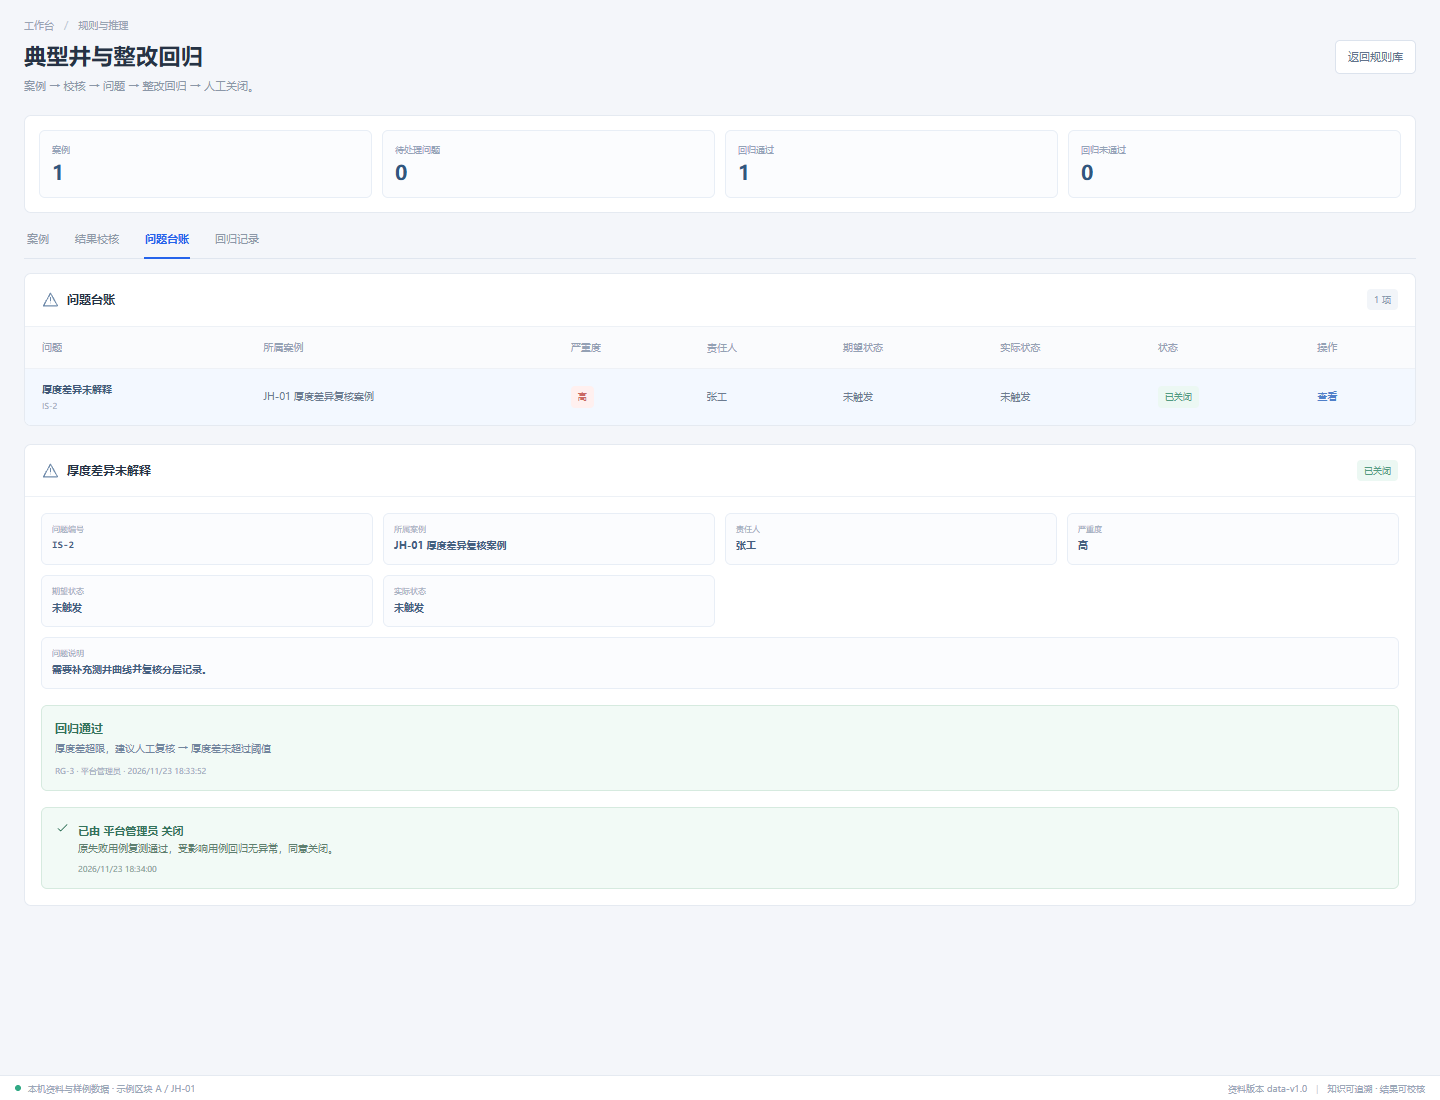 工作台 / 规则与推理
典型井与整改回归
返回规则库
案例 → 校核 → 问题 → 整改回归 → 人工关闭。
案例 待处理问题 回归通过 回归未通过
1 0 1 0
案例 结果校核 问题台账 回归记录
问题台账 1 项
问题 所属案例 严重度 责任人 期望状态 实际状态 状态 操作
厚度差异未解释
IS-2
JH-01 厚度差异复核案例 高 张工 未触发 未触发 已关闭 查看
厚度差异未解释 已关闭
问题编号 所属案例 责任人 严重度
IS-2 JH-01 厚度差异复核案例 张工 高
期望状态 实际状态
未触发 未触发
问题说明
需要补充测井曲线并复核分层记录。
回归通过
厚度差超限，建议人工复核 → 厚度差未超过阈值
RG-3 · 平台管理员 · 2026/11/23 18:33:52
已由 平台管理员 关闭
原失败用例复测通过，受影响用例回归无异常，同意关闭。
2026/11/23 18:34:00
本机资料与样例数据 · 示例区块 A / JH-01 资料版本 data-v1.0 | 知识可追溯 · 结果可校核